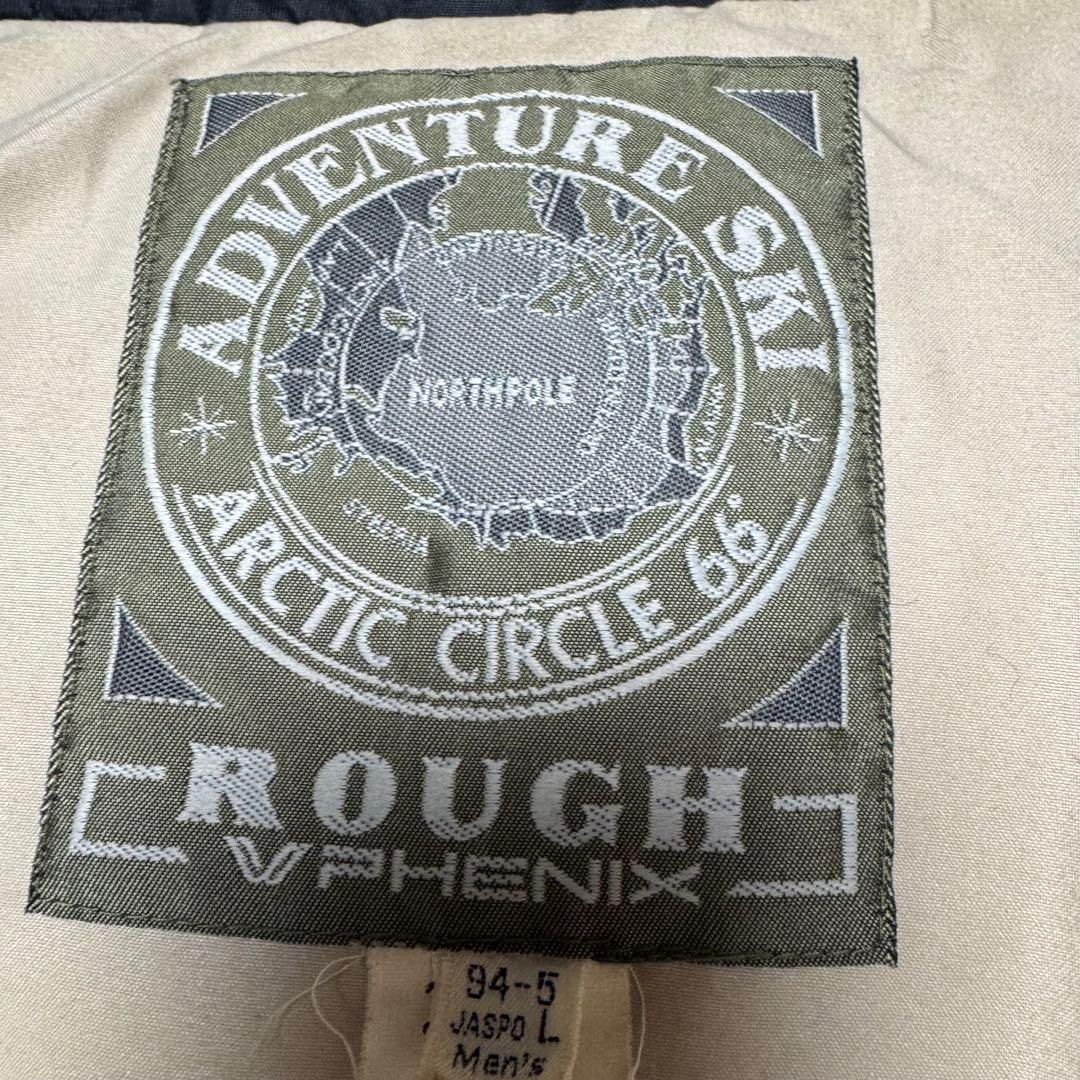 ADVENTURE SKI
NORTHPOLE
ARCTIC CIRCLE 66°
ROUGH
PHENIX
94-5
JASPO L
Men's